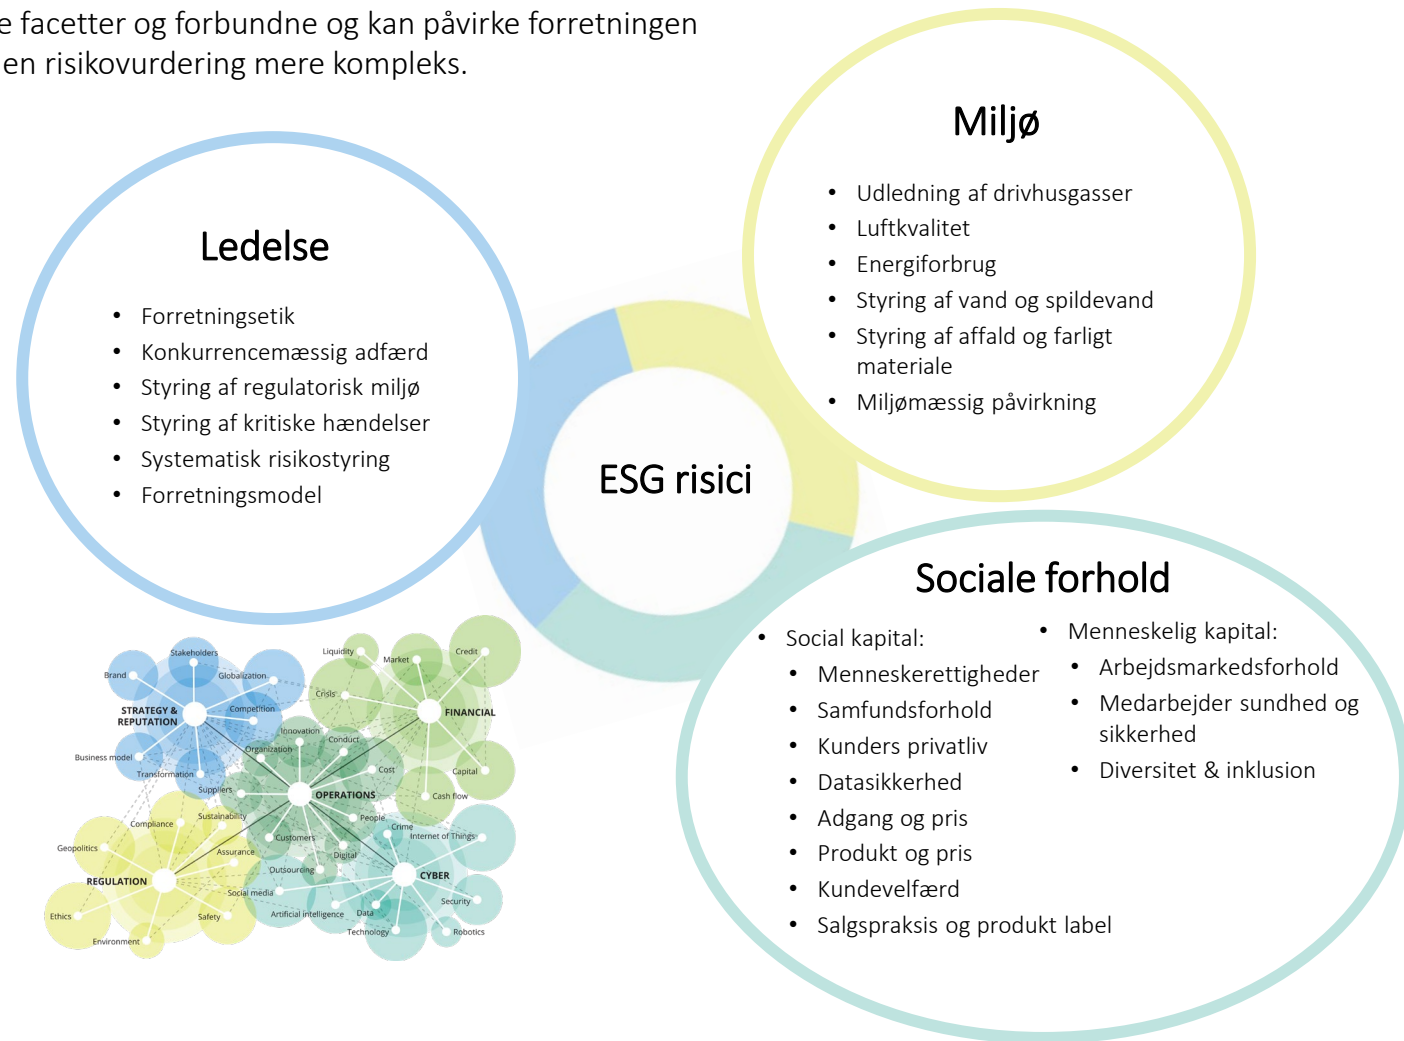 e facetter og forbundne og kan påvirke forretningen
en risikovurdering mere kompleks.
Miljø
• Udledning af drivhusgasser
• Luftkvalitet
• Energiforbrug
• Styring af vand og spildevand
• Styring af affald og farligt
materiale
• Miljømæssig påvirkning
Ledelse
• Forretningsetik
• Konkurrencemæssig adfærd
• Styring af regulatorisk miljø
• Styring af kritiske hændelser
• Systematisk risikostyring
• Forretningsmodel
ESG risici
Sociale forhold
• Social kapital:
• Menneskerettigheder
• Samfundsforhold
• Kunders privatliv
• Datasikkerhed
• Adgang og pris
• Produkt og pris
• Kundevelfærd
• Salgspraksis og produkt label
• Menneskelig kapital:
• Arbejdsmarkedsforhold
• Medarbejder sundhed og
sikkerhed
• Diversitet & inklusion
Stakeholders
Brand
Globalization
STRATEGY &
REPUTATION
Competition
Business model
Transformation
Liquidity
Market
Credit
Crisis
FINANCIAL
Capital
Cash flow
Innovation
Organization
Conduct
Cost
Suppliers
OPERATIONS
People
Customers
Digital
Outsourcing
Compliance
Sustainability
Geopolitics
Assurance
REGULATION
Social media
Ethics
Safety
Environment
Crime
Internet of Things
CYBER
Security
Artificial intelligence
Data
Technology
Robotics